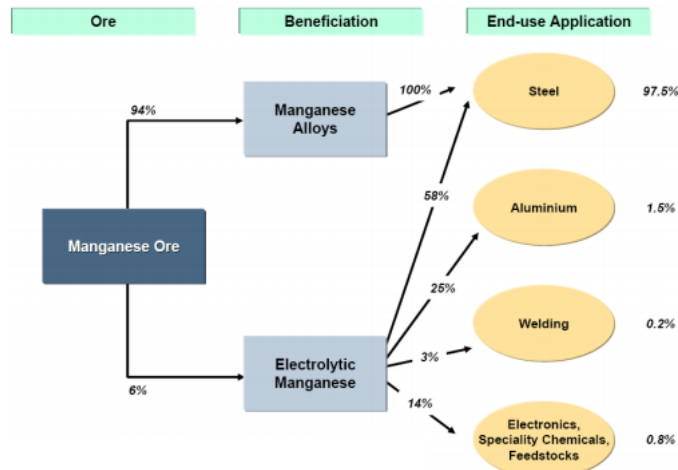 Ore
Beneficiation
End-use Application
94%
Manganese
Alloys
100%
Steel
97.5%
58%
Manganese Ore
Aluminium
1.5%
25%
Welding
0.2%
6%
Electrolytic
Manganese
3%
14%
Electronics,
Speciality Chemicals,
Feedstocks
0.8%